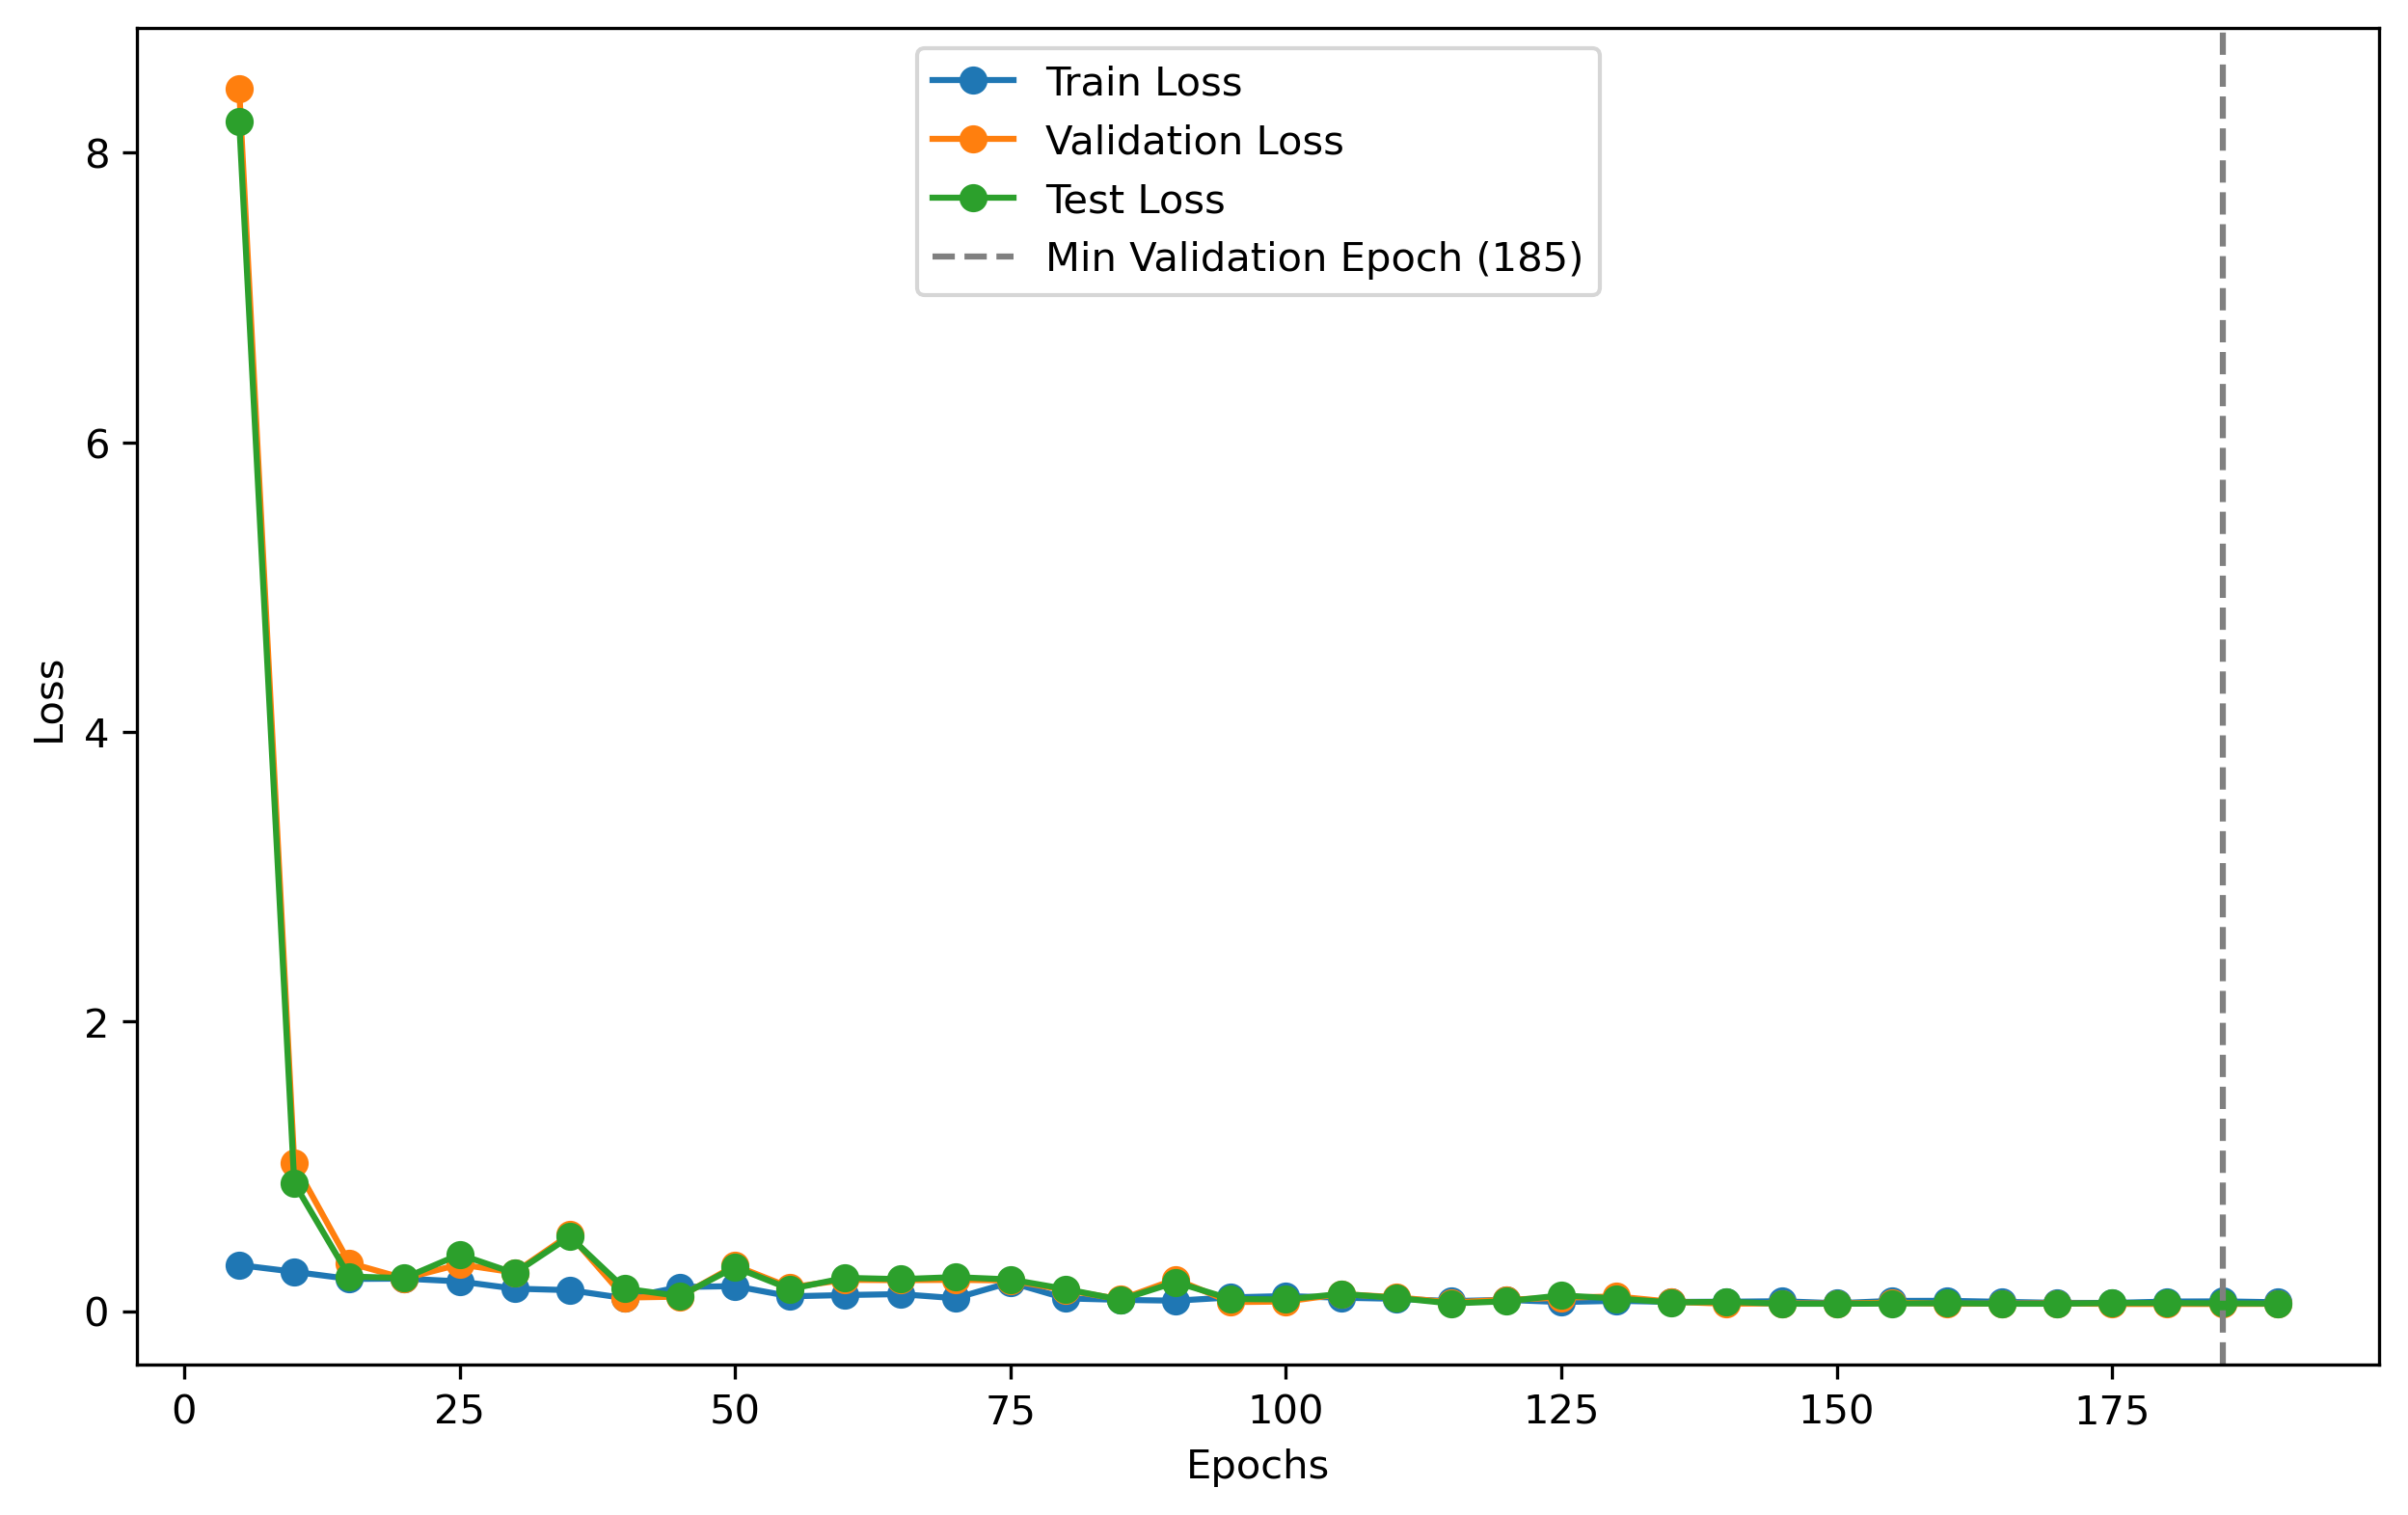 Train Loss
Validation Loss
Test Loss
Min Validation Epoch (185)
8
6
4
2
0
Loss
0 25 50 75 100 125 150 175
Epochs